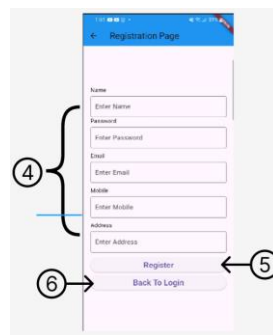 ← Registration Page
Name
Enter Name
Password
Enter Password
Email
Enter Email
④
Mobile
Enter Mobile
Address
Enter Address
Register
⑤
⑥
Back To Login